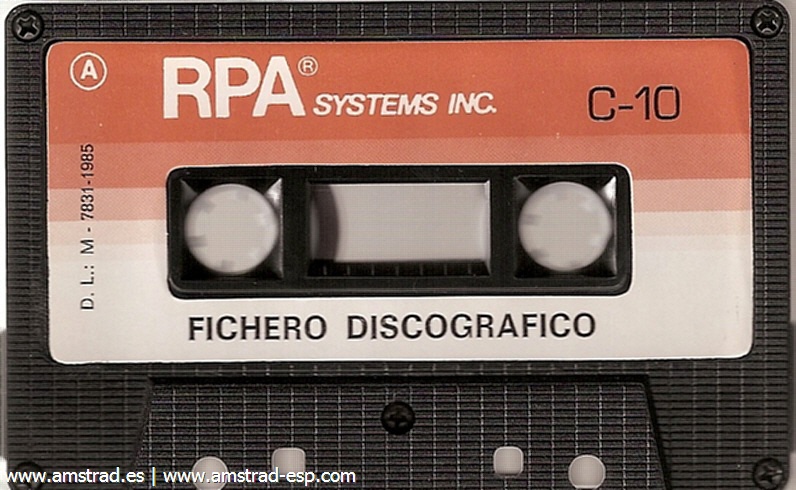 A
RPA® SYSTEMS INC.
C-10
D. L.: M - 7831-1985
FICHERO DISCOGRAFICO
www.amstrad.es | www.amstrad-esp.com